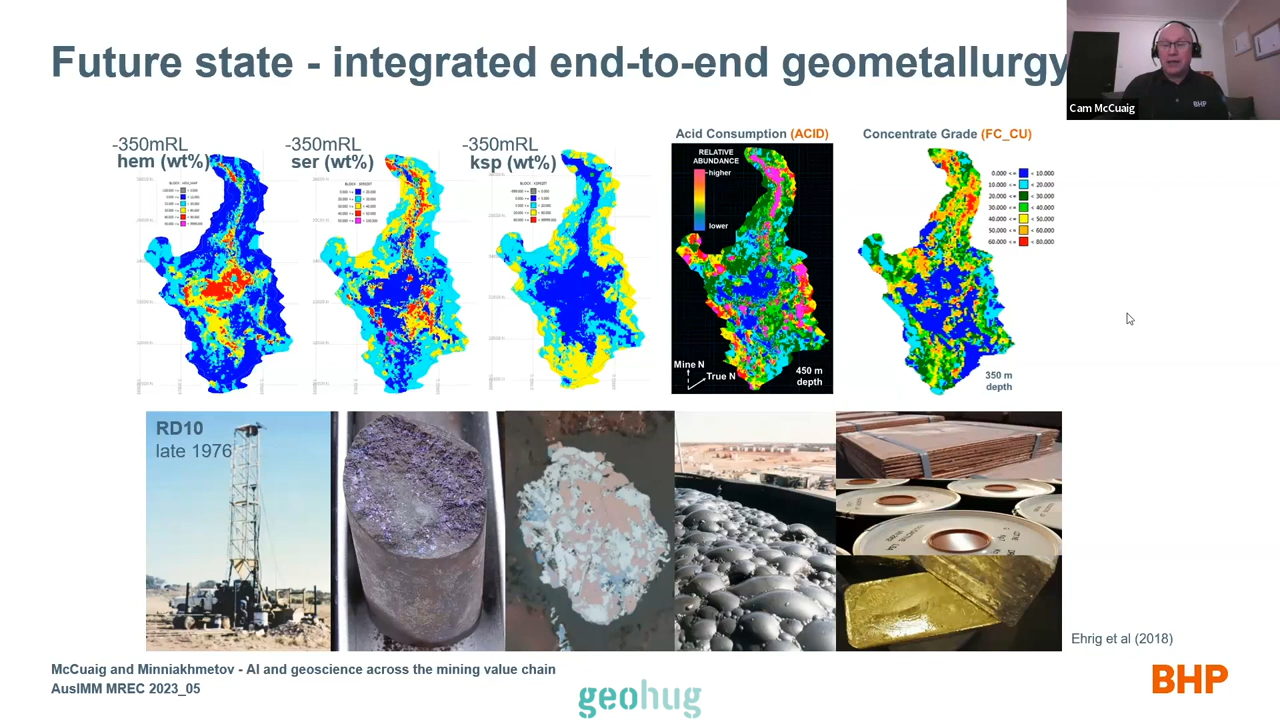 Future state - integrated end-to-end geometallurgy
Cam McCuaig
BHP
-350mRL
hem (wt%)
-350mRL
ser (wt%)
-350mRL
ksp (wt%)
Acid Consumption (ACID)
RELATIVE
ABUNDANCE
higher
lower
Mine N
True N
450 m
depth
Concentrate Grade (FC_CU)
0.000 <= < 10.000
10.000 <= < 20.000
20.000 <= < 30.000
30.000 <= < 40.000
40.000 <= < 50.000
50.000 <= < 60.000
60.000 <= < 80.000
350 m
depth
RD10
late 1976
Ehrig et al (2018)
McCuaig and Minniakhmetov - AI and geoscience across the mining value chain
AusIMM MREC 2023_05
geohug
BHP